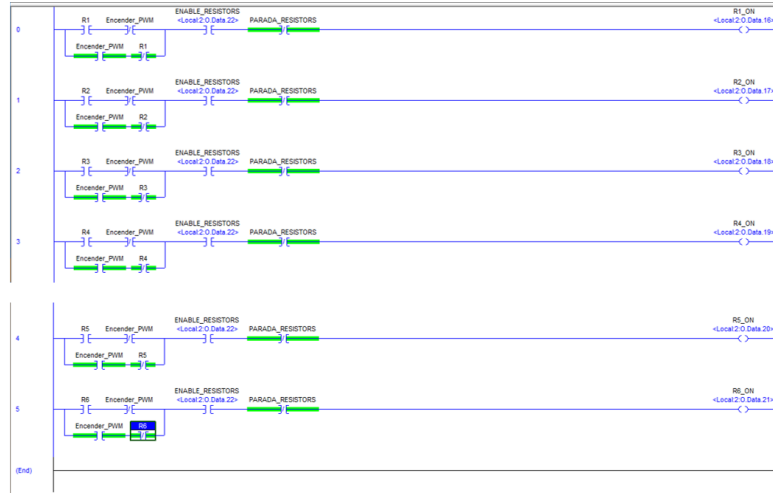 ENABLE_RESISTORS R1_ON
R1 Encender_PWM <Local:2:O.Data.22> PARADA_RESISTORS <Local:2:O.Data.16>
0
Encender_PWM R1
ENABLE_RESISTORS R2_ON
R2 Encender_PWM <Local:2:O.Data.22> PARADA_RESISTORS <Local:2:O.Data.17>
1
Encender_PWM R2
ENABLE_RESISTORS R3_ON
R3 Encender_PWM <Local:2:O.Data.22> PARADA_RESISTORS <Local:2:O.Data.18>
2
Encender_PWM R3
ENABLE_RESISTORS R4_ON
R4 Encender_PWM <Local:2:O.Data.22> PARADA_RESISTORS <Local:2:O.Data.19>
3
Encender_PWM R4
ENABLE_RESISTORS R5_ON
R5 Encender_PWM <Local:2:O.Data.22> PARADA_RESISTORS <Local:2:O.Data.20>
4
Encender_PWM R5
ENABLE_RESISTORS R6_ON
R6 Encender_PWM <Local:2:O.Data.22> PARADA_RESISTORS <Local:2:O.Data.21>
5
Encender_PWM R6
(End)